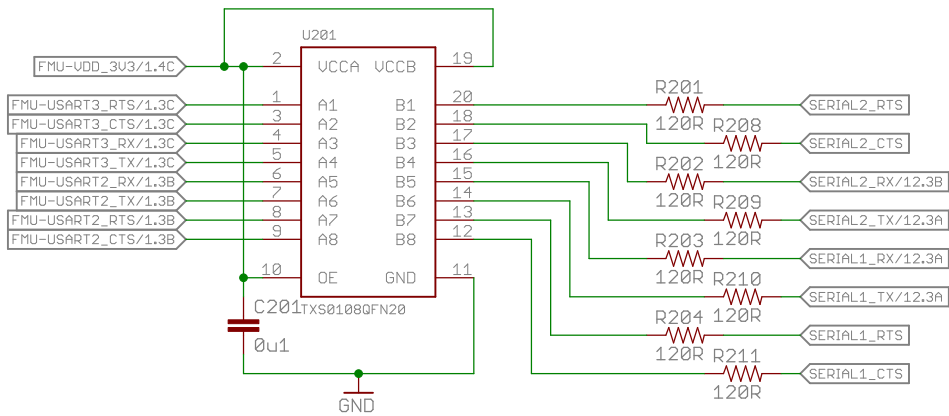 U201
FMU-VDD_3V3/1.4C
2
VCCA
VCCB
19
FMU-USART3_RTS/1.3C
1
A1
B1
20
R201
120R
SERIAL2_RTS
FMU-USART3_CTS/1.3C
3
A2
B2
18
R208
120R
SERIAL2_CTS
FMU-USART3_RX/1.3C
4
A3
B3
17
R202
120R
SERIAL2_RX/12.3B
FMU-USART3_TX/1.3C
5
A4
B4
16
R209
120R
SERIAL2_TX/12.3A
FMU-USART2_RX/1.3B
6
A5
B5
15
R203
120R
SERIAL1_RX/12.3A
FMU-USART2_TX/1.3B
7
A6
B6
14
R210
120R
SERIAL1_TX/12.3A
FMU-USART2_RTS/1.3B
8
A7
B7
13
R204
120R
SERIAL1_RTS
FMU-USART2_CTS/1.3B
9
A8
B8
12
R211
120R
SERIAL1_CTS
10
OE
GND
11
C201
TXS0108QFN20
0u1
GND